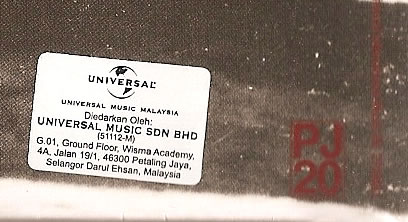 UNIVERSAL
UNIVERSAL MUSIC MALAYSIA
Diedarkan Oleh:
UNIVERSAL MUSIC SDN BHD
(51112-M)
G.01, Ground Floor, Wisma Academy,
4A, Jalan 19/1, 46300 Petaling Jaya,
Selangor Darul Ehsan, Malaysia
PJ
20